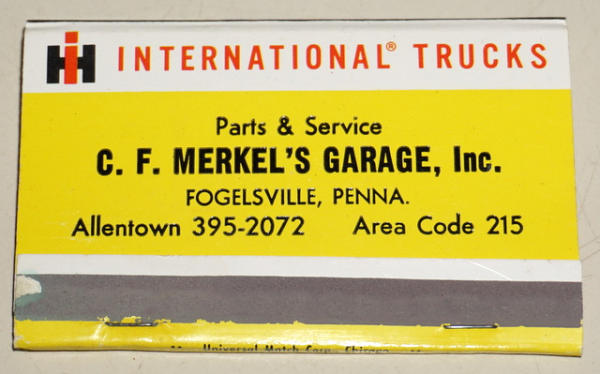 IH INTERNATIONAL® TRUCKS
Parts & Service
C. F. MERKEL'S GARAGE, Inc.
FOGELSVILLE, PENNA.
Allentown 395-2072 Area Code 215
Universal Match Corp. Chicago